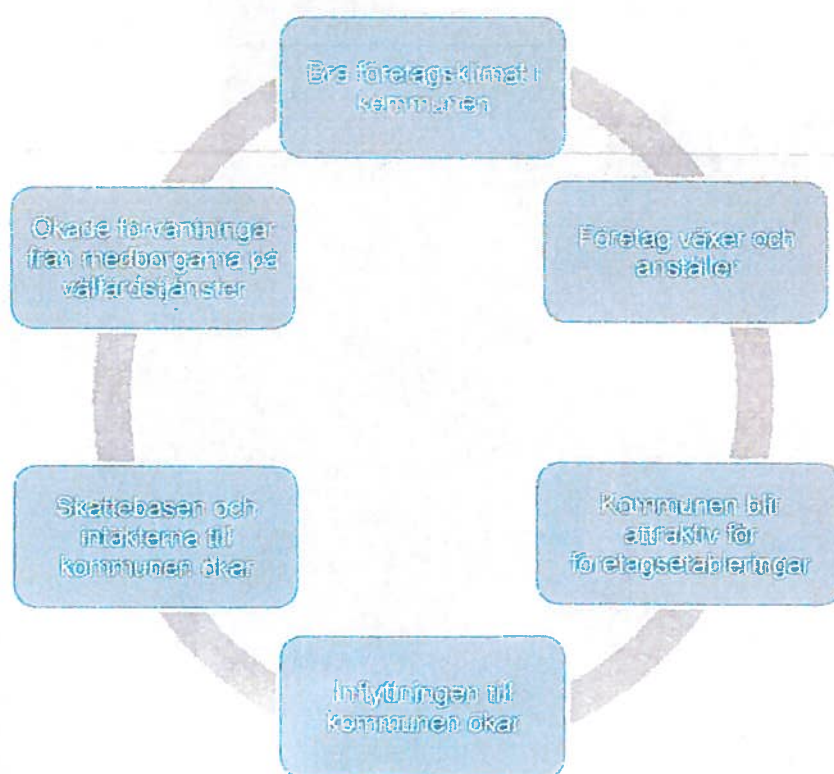 Bra företagsklimat i
kommunen
Företag växer och
anställer
Kommunen blir
attraktiv för
företagsetableringar
Inflyttningen till
kommunen ökar
Skattebasen och
intäkterna till
kommunen ökar
Ökade förväntningar
från medborgarna på
välfärdstjänster